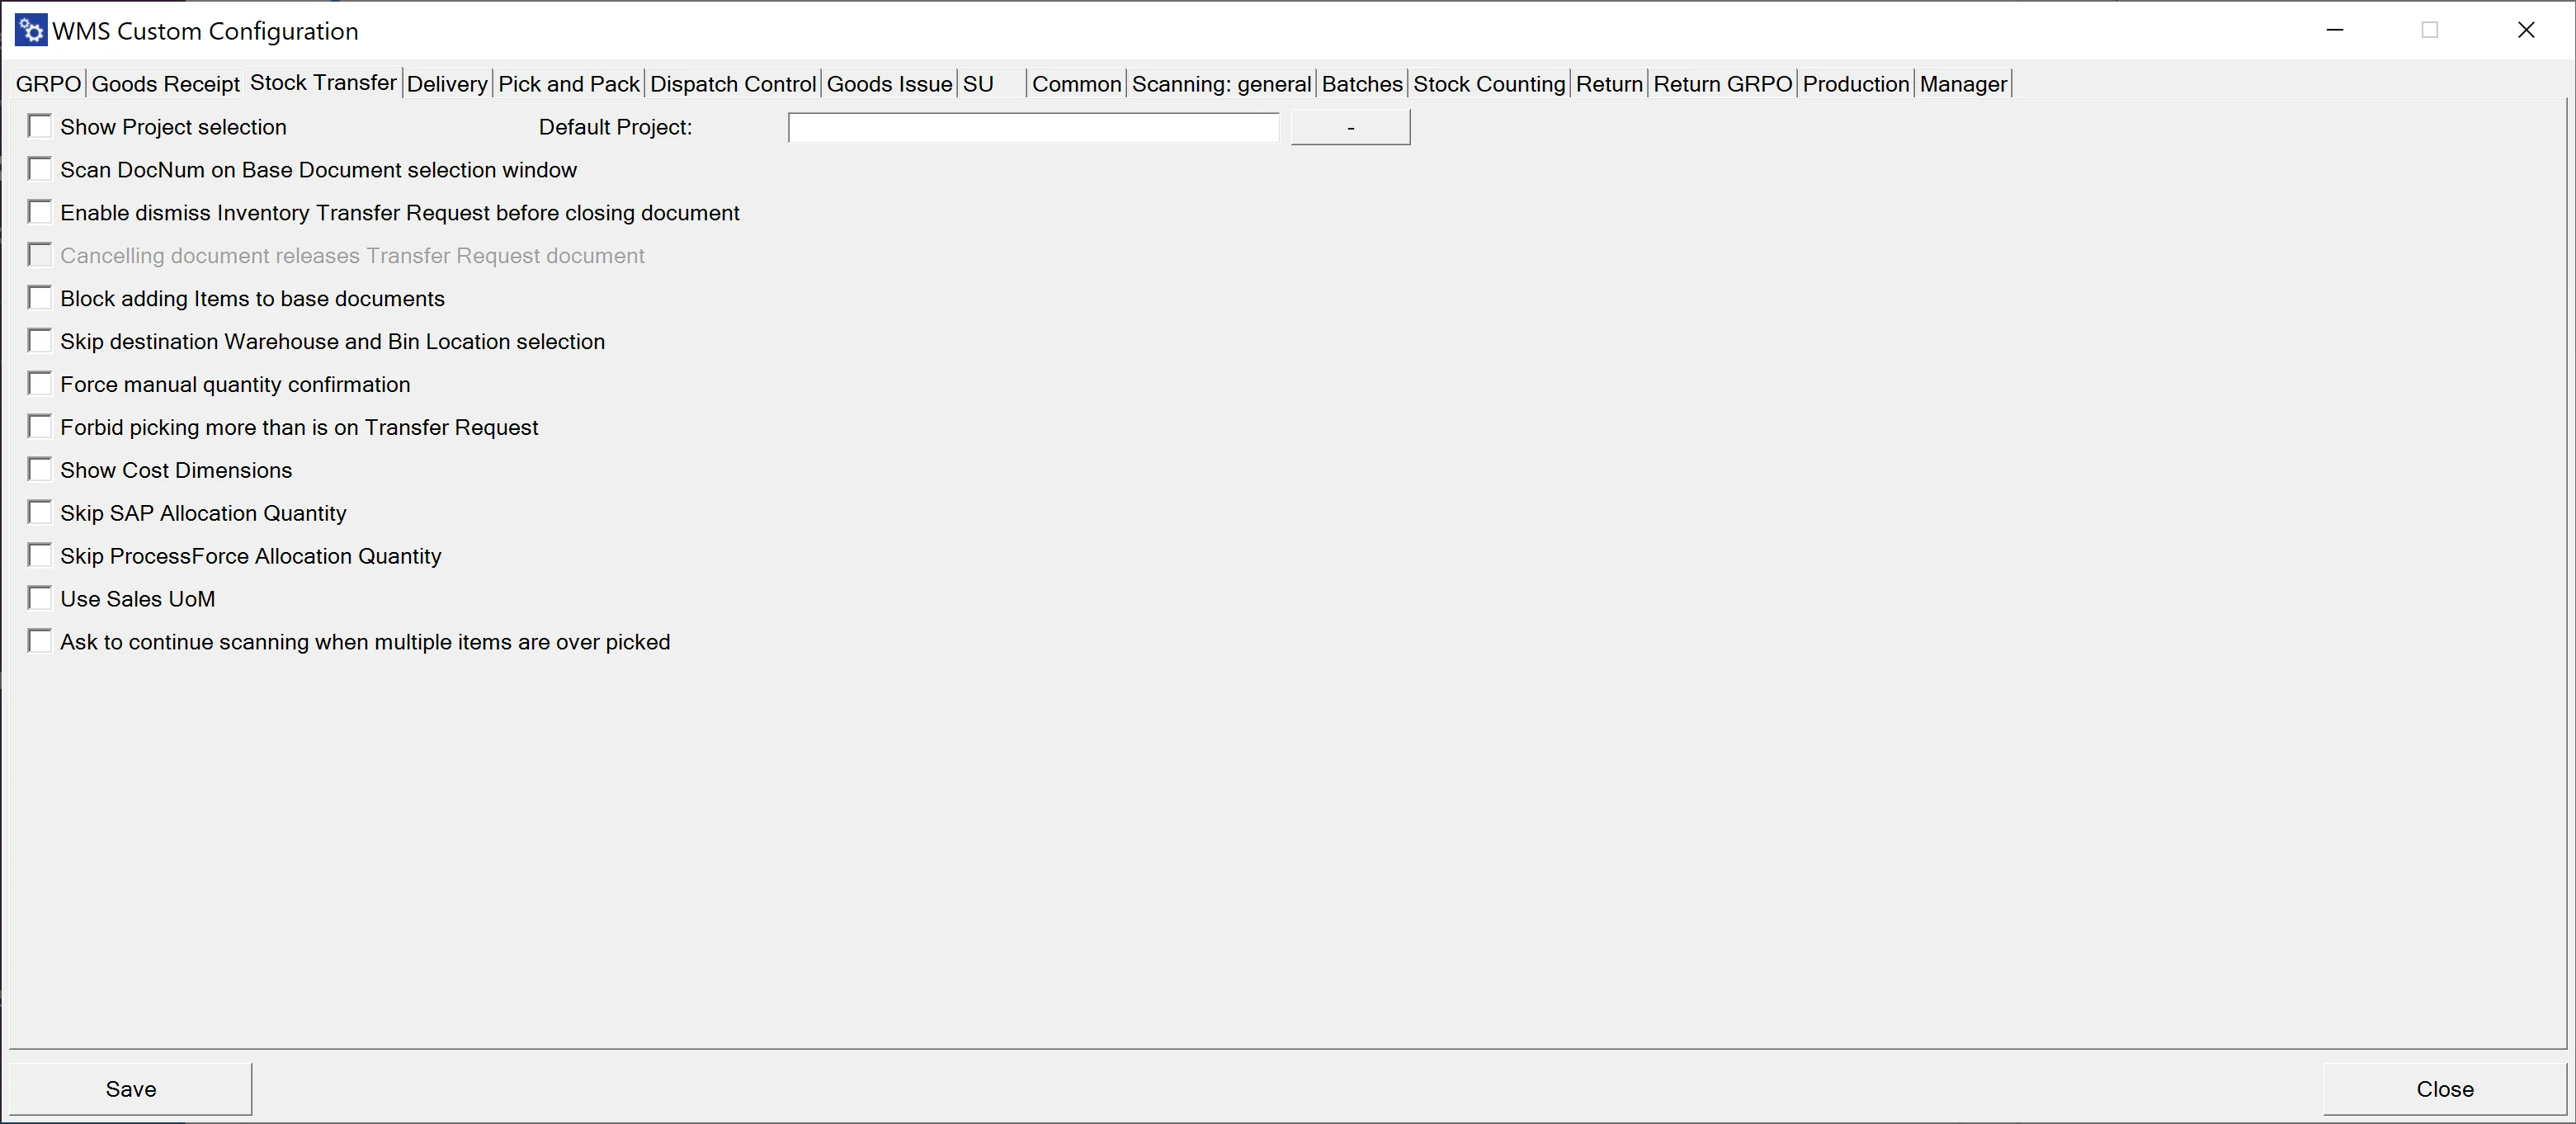 WMS Custom Configuration
GRPO Goods Receipt Stock Transfer Delivery Pick and Pack Dispatch Control Goods Issue SU Common Scanning: general Batches Stock Counting Return Return GRPO Production Manager
Show Project selection Default Project: -
Scan DocNum on Base Document selection window
Enable dismiss Inventory Transfer Request before closing document
Cancelling document releases Transfer Request document
Block adding Items to base documents
Skip destination Warehouse and Bin Location selection
Force manual quantity confirmation
Forbid picking more than is on Transfer Request
Show Cost Dimensions
Skip SAP Allocation Quantity
Skip ProcessForce Allocation Quantity
Use Sales UoM
Ask to continue scanning when multiple items are over picked
Save Close